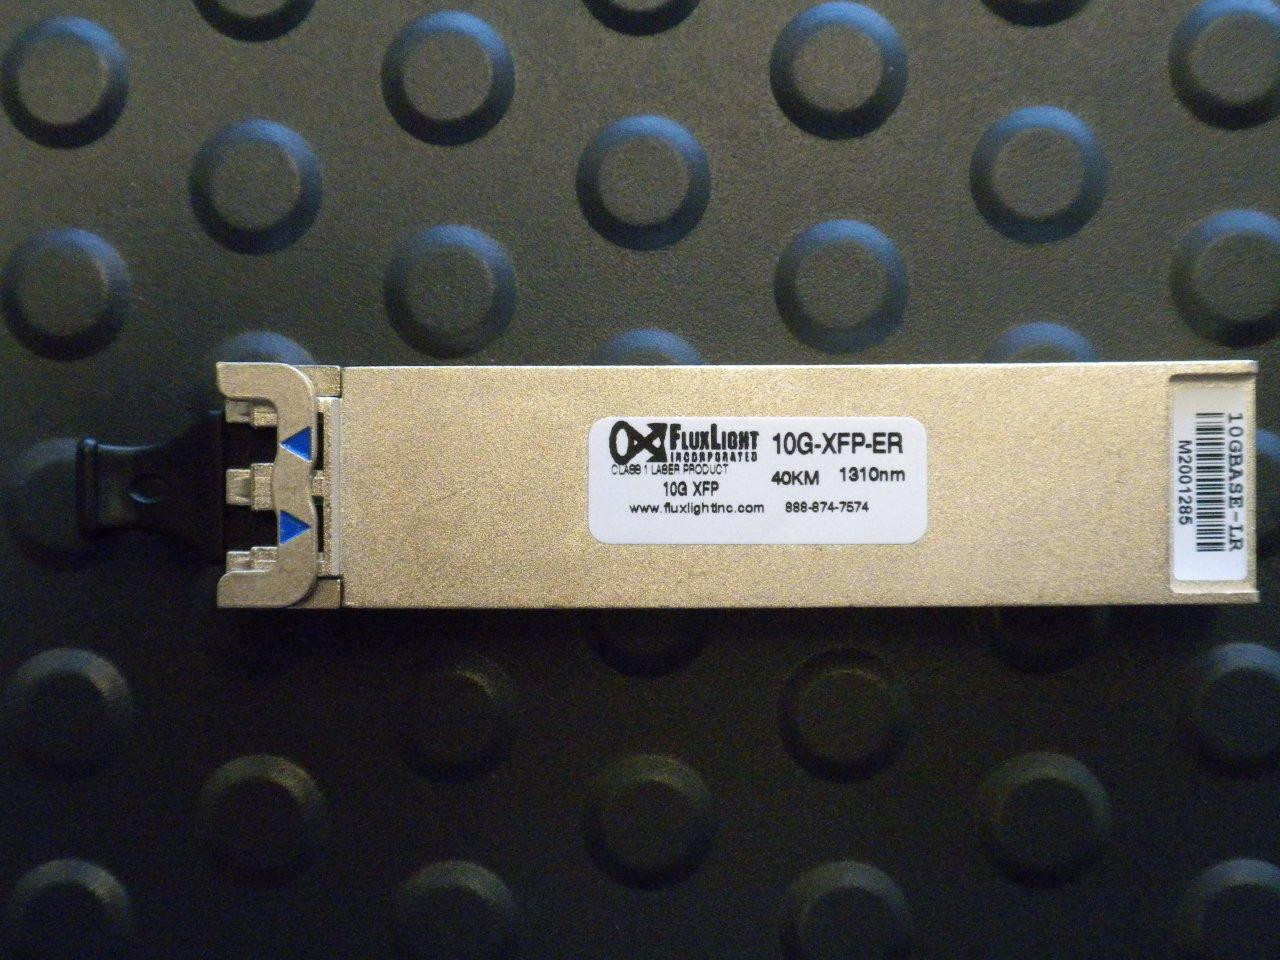 FLUXLIGHT
INCORPORATED
10G-XFP-ER
CLASS 1 LASER PRODUCT
40KM 1310nm
10G XFP
www.fluxlightinc.com 888-874-7574
10GBASE-LR
M2001285